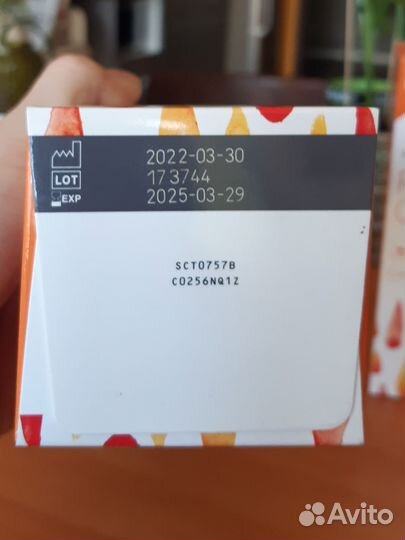 2022-03-30
LOT 173744
EXP 2025-03-29
SCT0757B
C0256NQ1Z
Avito